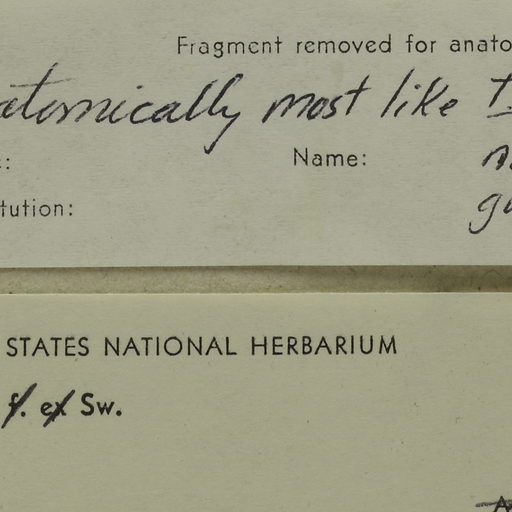 Fragment removed for anato
atomically most like
Name:
tution:
STATES NATIONAL HERBARIUM
f. ex Sw.